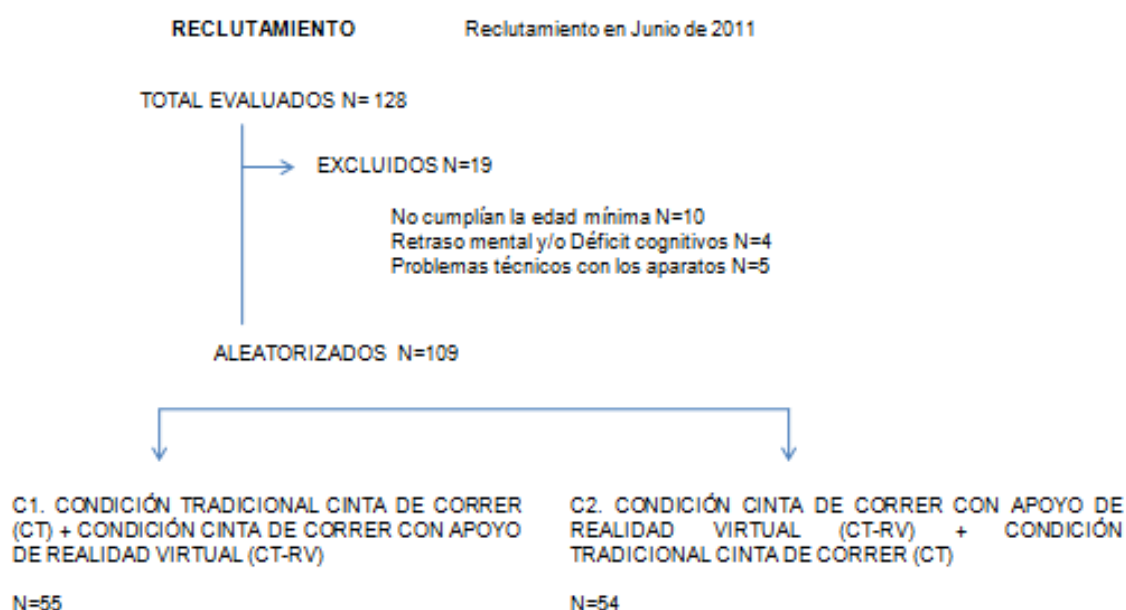 RECLUTAMIENTO Reclutamiento en Junio de 2011
TOTAL EVALUADOS N= 128
EXCLUIDOS N=19
No cumplían la edad mínima N=10
Retraso mental y/o Déficit cognitivos N=4
Problemas técnicos con los aparatos N=5
ALEATORIZADOS N=109
C1. CONDICIÓN TRADICIONAL CINTA DE CORRER
(CT) + CONDICIÓN CINTA DE CORRER CON APOYO
DE REALIDAD VIRTUAL (CT-RV)
N=55
C2. CONDICIÓN CINTA DE CORRER CON APOYO DE
REALIDAD VIRTUAL (CT-RV) + CONDICIÓN
TRADICIONAL CINTA DE CORRER (CT)
N=54